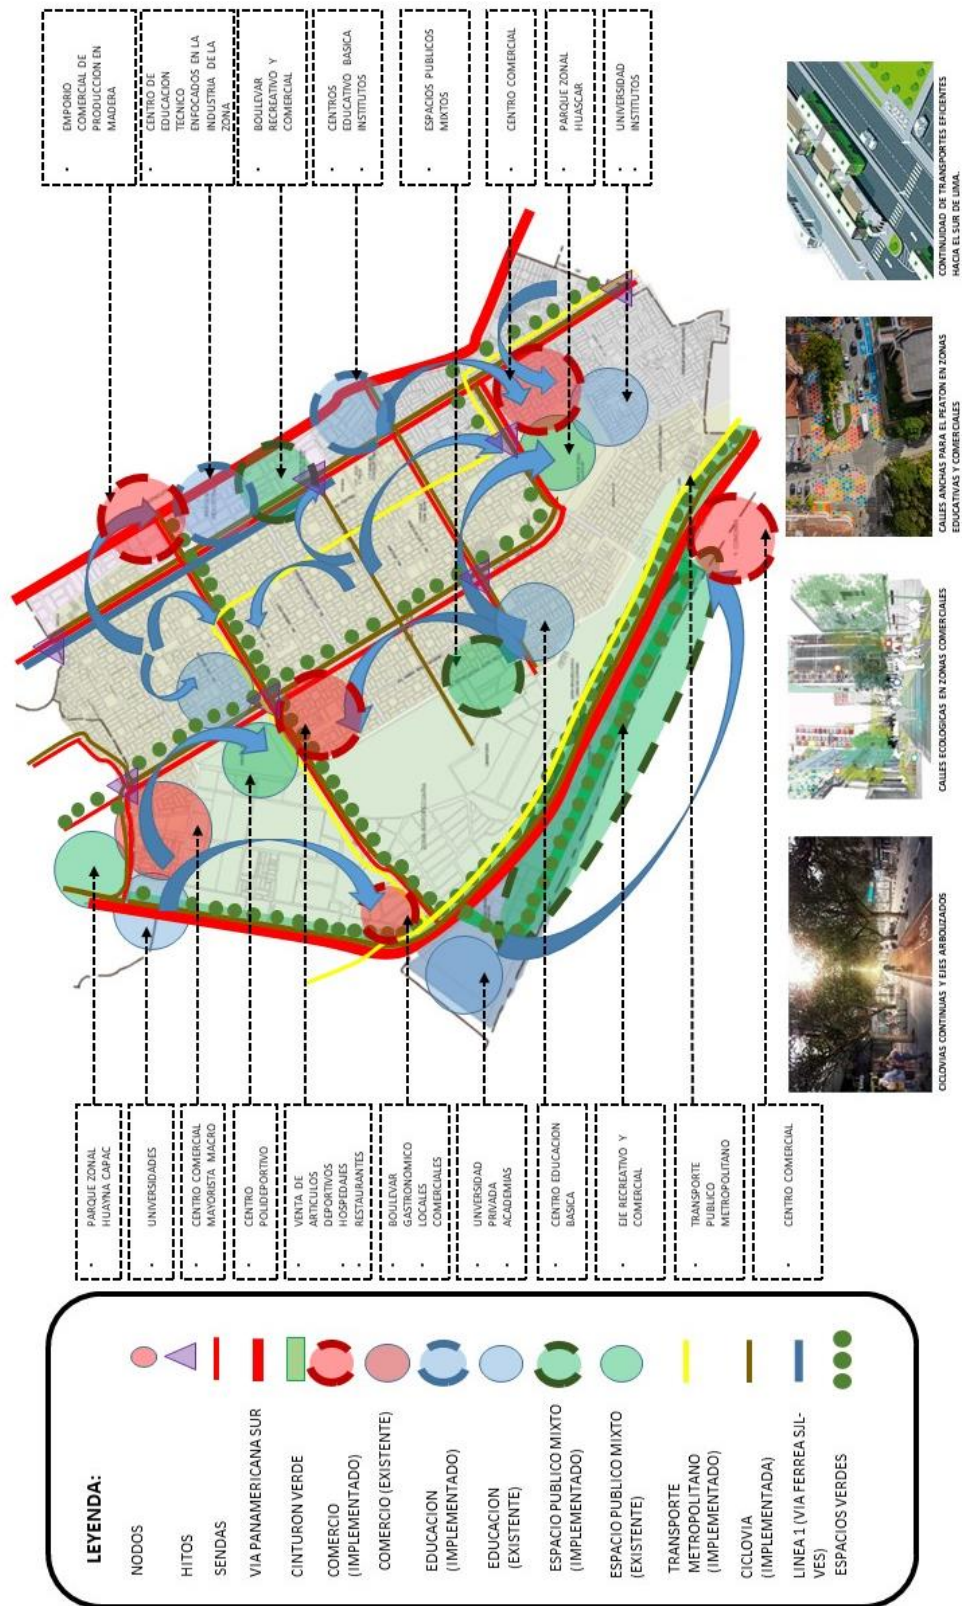 EMPORIO
COMERCIAL DE
PRODUCCION EN
MADERA
CENTRO DE
EDUCACION
TECNICO
ENFOCADOS EN LA
INDUSTRIA DE LA
ZONA
BOULEVAR
RECREATIVO Y
COMERCIAL
CENTROS
EDUCATIVO BASICA
INSTITUTOS
ESPACIOS PUBLICOS
MIXTOS
CENTRO COMERCIAL
PARQUE ZONAL
HUASCAR
UNIVERSIDAD
INSTITUTOS
PARQUE ZONAL
HUAYNA CAPAC
UNIVERSIDADES
CENTRO COMERCIAL
MAYORISTA MACRO
CENTRO
POLIDEPORTIVO
VENTA DE
ARTICULOS
DEPORTIVOS
HOSPEDAJES
RESTAURANTES
BOULEVAR
GASTRONOMICO
LOCALES
COMERCIALES
UNVERSIDAD
PRIVADA
ACADEMIAS
CENTRO EDUCACION
BASICA
EJE RECREATIVO Y
COMERCIAL
TRANSPORTE
PUBLICO
METROPOLITANO
CENTRO COMERCIAL
LEYENDA:
NODOS
HITOS
SENDAS
VIA PANAMERICANA SUR
CINTURON VERDE
COMERCIO
(IMPLEMENTADO)
COMERCIO (EXISTENTE)
EDUCACION
(IMPLEMENTADO)
EDUCACION
(EXISTENTE)
ESPACIO PUBLICO MIXTO
(IMPLEMENTADO)
ESPACIO PUBLICO MIXTO
(EXISTENTE)
TRANSPORTE
METROPOLITANO
(IMPLEMENTADO)
CICLOVIA
(IMPLEMENTADA)
LINEA 1 (VIA FERREA SJL-
VES)
ESPACIOS VERDES
CICLOVIAS CONTINUAS Y EJES ARBOLIZADOS
CALLES ECOLOGICAS EN ZONAS COMERCIALES
CALLES ANCHAS PARA EL PEATON EN ZONAS
EDUCATIVAS Y COMERCIALES
CONTINUIDAD DE TRANSPORTES EFICIENTES
HACIA EL SUR DE LIMA.